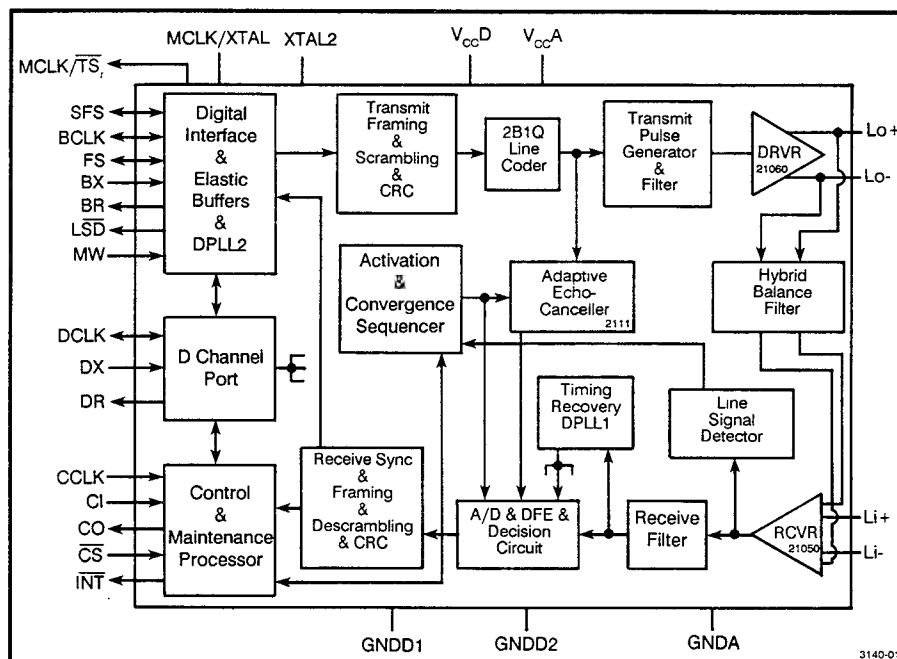 MCLK/XTAL
XTAL2
VCCD
VCCA
MCLK/TSr
SFS
BCLK
FS
BX
BR
LSD
MW
DCLK
DX
DR
CCLK
CI
CO
CS
INT
Digital
Interface
&
Elastic
Buffers
&
DPLL2
Transmit
Framing
&
Scrambling
& CRC
2B1Q
Line
Coder
Transmit
Pulse
Generator
&
Filter
DRVR
21060
Lo+
Lo-
Activation
&
Convergence
Sequencer
Adaptive
Echo-
Canceller
2111
Hybrid
Balance
Filter
D Channel
Port
Timing
Recovery
DPLL1
Line
Signal
Detector
Control
&
Maintenance
Processor
Receive Sync
&
Framing
&
Descrambling
& CRC
A/D & DFE &
Decision
Circuit
Receive
Filter
RCVR
21050
Li+
Li-
GNDD1
GNDD2
GNDA
3140-01